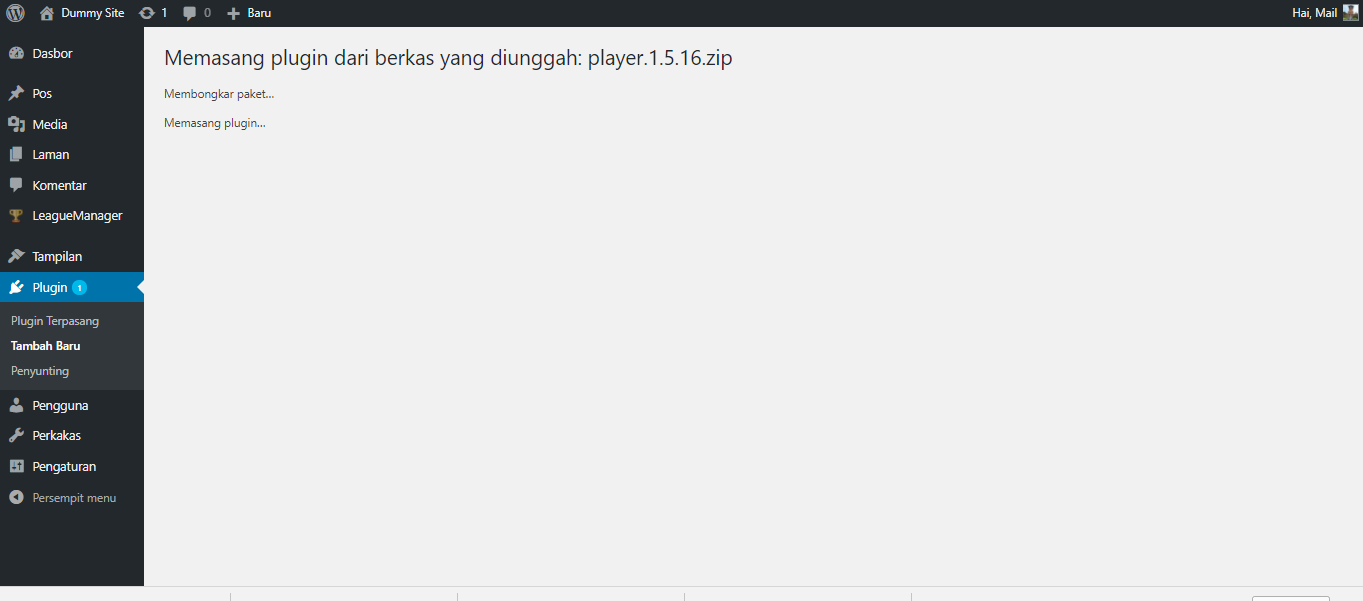 Dummy Site 1 0 Baru Hai, Mail
Dasbor
Pos
Media
Laman
Komentar
LeagueManager
Tampilan
Plugin 1
Plugin Terpasang
Tambah Baru
Penyunting
Pengguna
Perkakas
Pengaturan
Persempit menu
Memasang plugin dari berkas yang diunggah: player.1.5.16.zip
Membongkar paket...
Memasang plugin...